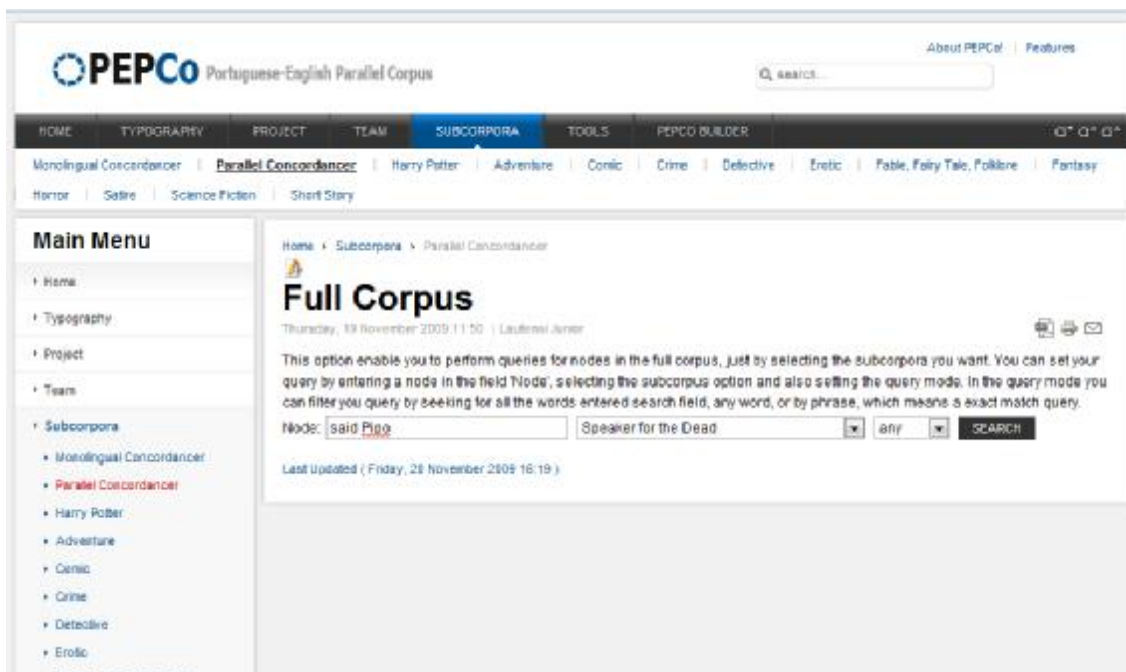 PEPCo Portuguese-English Parallel Corpus
About PEPCo! | Features
search...
HOME TYPOGRAPHY PROJECT TEAM SUBCORPORA TOOLS PEPCO BUILDER
Monolingual Concordancer | Parallel Concordancer | Harry Potter | Adventure | Comic | Crime | Detective | Erotic | Fable, Fairy Tale, Folklore | Fantasy
Horror | Satire | Science Fiction | Short Story
Main Menu
Home
Typography
Project
Team
Subcorpora
Monolingual Concordancer
Parallel Concordancer
Harry Potter
Adventure
Comic
Crime
Detective
Erotic
Home Subcorpora Parallel Concordancer
Full Corpus
Thursday, 19 November 2009 11:50 | Lautenai Junior
This option enable you to perform queries for nodes in the full corpus, just by selecting the subcorpora you want. You can set your
query by entering a node in the field 'Node', selecting the subcorpus option and also setting the query mode. In the query mode you
can filter you query by seeking for all the words entered search field, any word, or by phrase, which means a exact match query.
Node: said Pipo Speaker for the Dead any SEARCH
Last Updated ( Friday, 20 November 2009 16:19 )